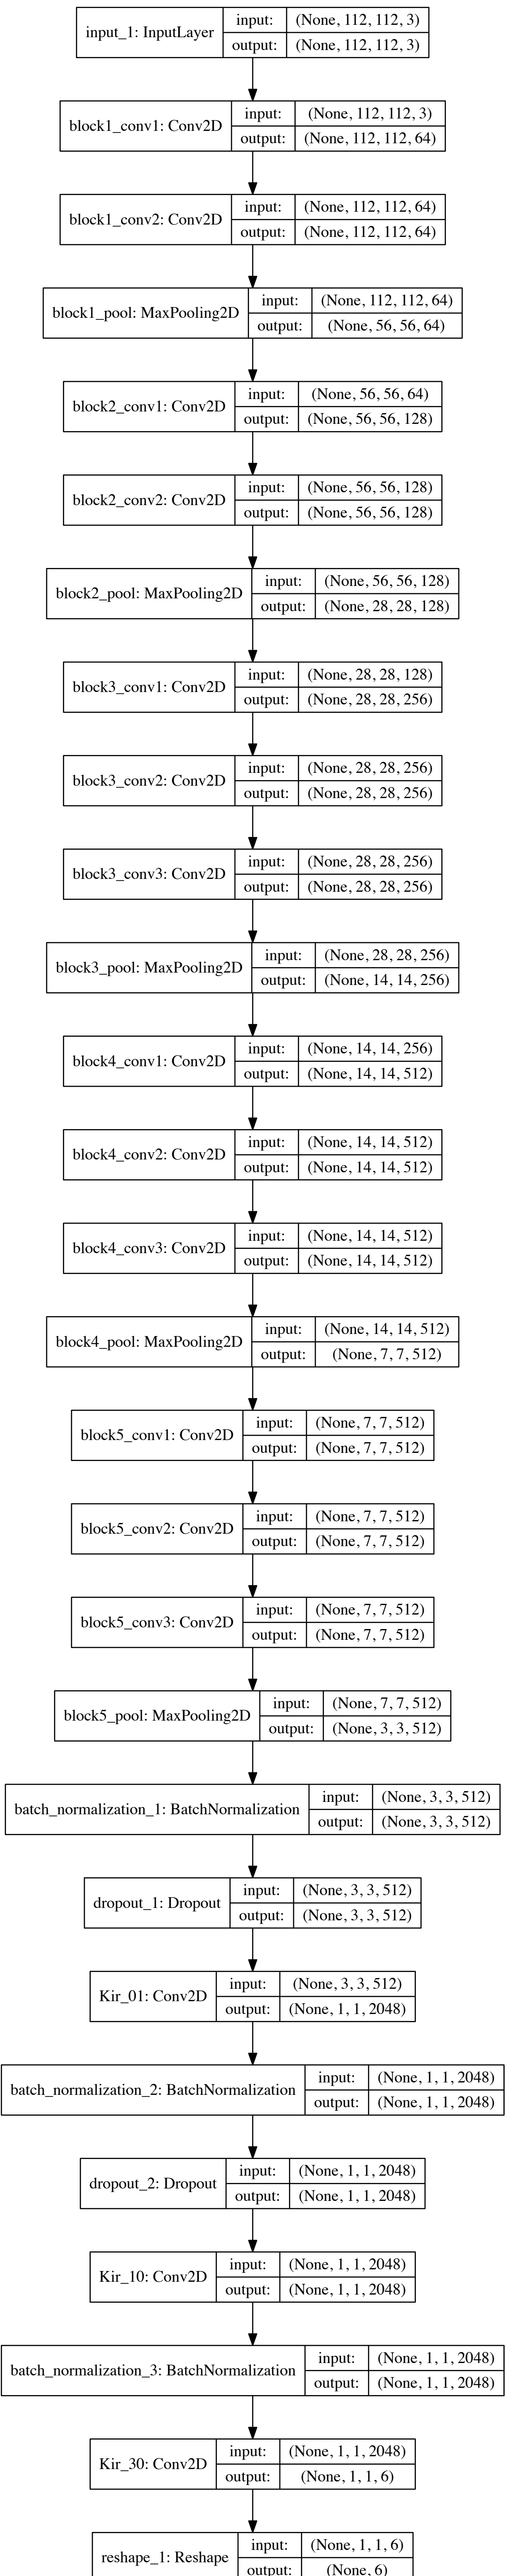 input_1: InputLayer
input: (None, 112, 112, 3)
output: (None, 112, 112, 3)
block1_conv1: Conv2D
input: (None, 112, 112, 3)
output: (None, 112, 112, 64)
block1_conv2: Conv2D
input: (None, 112, 112, 64)
output: (None, 112, 112, 64)
block1_pool: MaxPooling2D
input: (None, 112, 112, 64)
output: (None, 56, 56, 64)
block2_conv1: Conv2D
input: (None, 56, 56, 64)
output: (None, 56, 56, 128)
block2_conv2: Conv2D
input: (None, 56, 56, 128)
output: (None, 56, 56, 128)
block2_pool: MaxPooling2D
input: (None, 56, 56, 128)
output: (None, 28, 28, 128)
block3_conv1: Conv2D
input: (None, 28, 28, 128)
output: (None, 28, 28, 256)
block3_conv2: Conv2D
input: (None, 28, 28, 256)
output: (None, 28, 28, 256)
block3_conv3: Conv2D
input: (None, 28, 28, 256)
output: (None, 28, 28, 256)
block3_pool: MaxPooling2D
input: (None, 28, 28, 256)
output: (None, 14, 14, 256)
block4_conv1: Conv2D
input: (None, 14, 14, 256)
output: (None, 14, 14, 512)
block4_conv2: Conv2D
input: (None, 14, 14, 512)
output: (None, 14, 14, 512)
block4_conv3: Conv2D
input: (None, 14, 14, 512)
output: (None, 14, 14, 512)
block4_pool: MaxPooling2D
input: (None, 14, 14, 512)
output: (None, 7, 7, 512)
block5_conv1: Conv2D
input: (None, 7, 7, 512)
output: (None, 7, 7, 512)
block5_conv2: Conv2D
input: (None, 7, 7, 512)
output: (None, 7, 7, 512)
block5_conv3: Conv2D
input: (None, 7, 7, 512)
output: (None, 7, 7, 512)
block5_pool: MaxPooling2D
input: (None, 7, 7, 512)
output: (None, 3, 3, 512)
batch_normalization_1: BatchNormalization
input: (None, 3, 3, 512)
output: (None, 3, 3, 512)
dropout_1: Dropout
input: (None, 3, 3, 512)
output: (None, 3, 3, 512)
Kir_01: Conv2D
input: (None, 3, 3, 512)
output: (None, 1, 1, 2048)
batch_normalization_2: BatchNormalization
input: (None, 1, 1, 2048)
output: (None, 1, 1, 2048)
dropout_2: Dropout
input: (None, 1, 1, 2048)
output: (None, 1, 1, 2048)
Kir_10: Conv2D
input: (None, 1, 1, 2048)
output: (None, 1, 1, 2048)
batch_normalization_3: BatchNormalization
input: (None, 1, 1, 2048)
output: (None, 1, 1, 2048)
Kir_30: Conv2D
input: (None, 1, 1, 2048)
output: (None, 1, 1, 6)
reshape_1: Reshape
input: (None, 1, 1, 6)
output: (None, 6)